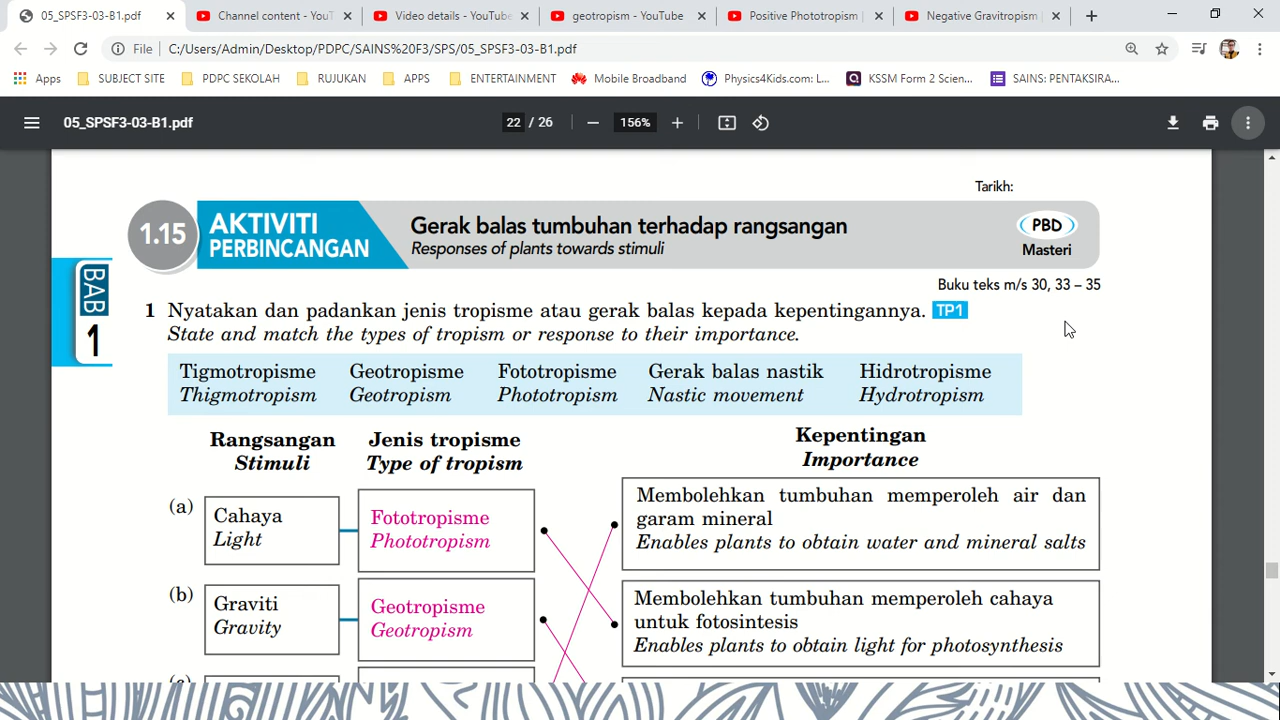 05_SPSF3-03-B1.pdf
Channel content - YouT
Video details - YouTube
geotropism - YouTube
Positive Phototropism |
Negative Gravitropism |
File
C:/Users/Admin/Desktop/PDPC/SAINS%20F3/SPS/05_SPSF3-03-B1.pdf
Apps
SUBJECT SITE
PDPC SEKOLAH
RUJUKAN
APPS
ENTERTAINMENT
Mobile Broadband
Physics4Kids.com: L...
KSSM Form 2 Scien...
SAINS: PENTAKSIRA...
05_SPSF3-03-B1.pdf
22 / 26
156%
Tarikh:
1.15
AKTIVITI
PERBINCANGAN
Gerak balas tumbuhan terhadap rangsangan
Responses of plants towards stimuli
PBD
Masteri
BAB
1
Buku teks m/s 30, 33 – 35
1 Nyatakan dan padankan jenis tropisme atau gerak balas kepada kepentingannya. TP1
State and match the types of tropism or response to their importance.
Tigmotropisme
Thigmotropism
Geotropisme
Geotropism
Fototropisme
Phototropism
Gerak balas nastik
Nastic movement
Hidrotropisme
Hydrotropism
Rangsangan
Stimuli
Jenis tropisme
Type of tropism
Kepentingan
Importance
(a)
Cahaya
Light
Fototropisme
Phototropism
Membolehkan tumbuhan memperoleh air dan
garam mineral
Enables plants to obtain water and mineral salts
(b)
Graviti
Gravity
Geotropisme
Geotropism
Membolehkan tumbuhan memperoleh cahaya
untuk fotosintesis
Enables plants to obtain light for photosynthesis